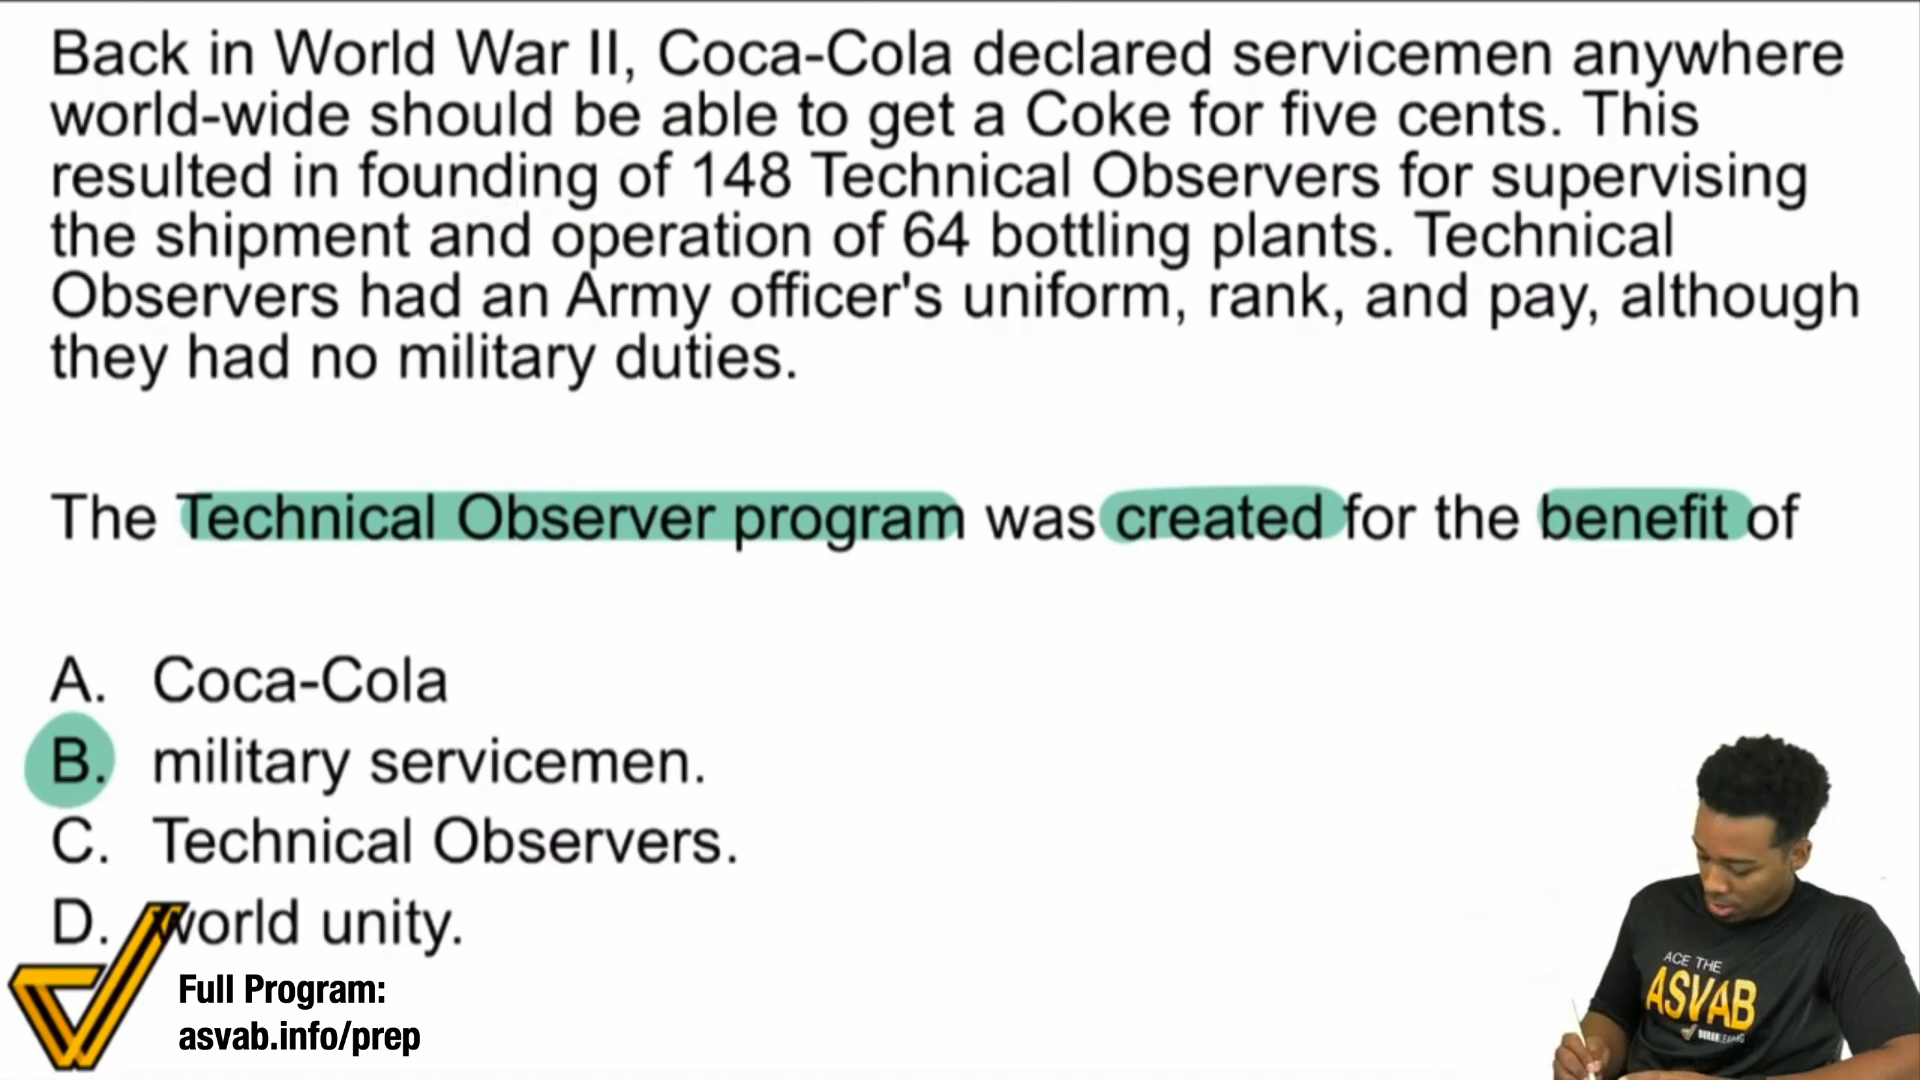 Back in World War II, Coca-Cola declared servicemen anywhere
world-wide should be able to get a Coke for five cents. This
resulted in founding of 148 Technical Observers for supervising
the shipment and operation of 64 bottling plants. Technical
Observers had an Army officer's uniform, rank, and pay, although
they had no military duties.
The Technical Observer program was created for the benefit of
A. Coca-Cola
B. military servicemen.
C. Technical Observers.
D. world unity.
Full Program:
asvab.info/prep
ACE THE
ASVAB